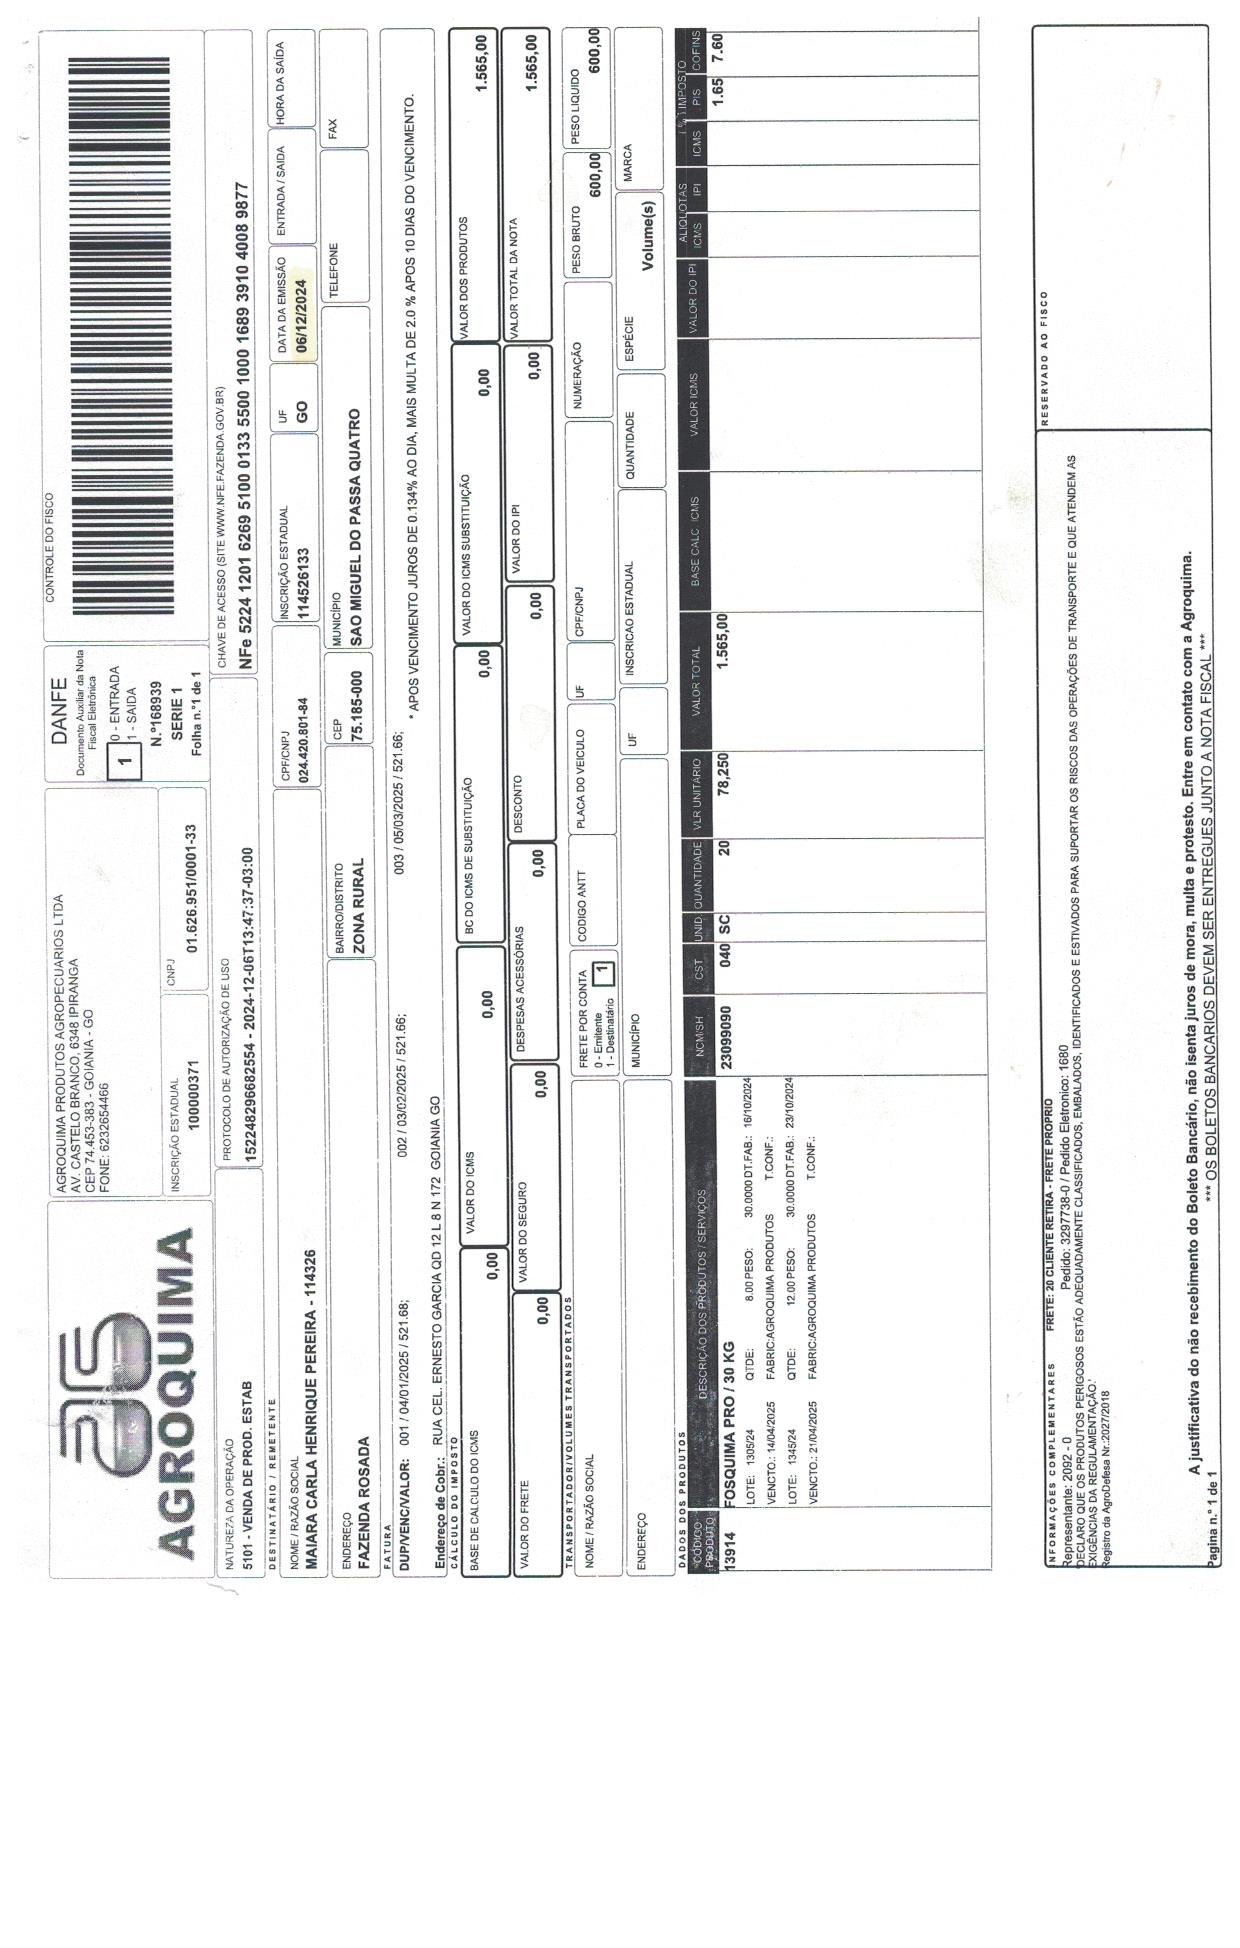 AGROQUIMA
AGROQUIMA PRODUTOS AGROPECUARIOS LTDA
AV. CASTELO BRANCO, 6348 IPIRANGA
CEP 74.453-383 - GOIANIA - GO
FONE: 6232654466
INSCRIÇÃO ESTADUAL
100000371
CNPJ
01.626.951/0001-33
DANFE
Documento Auxiliar da Nota
Fiscal Eletrônica
1
0 - ENTRADA
1 - SAIDA
N.º168939
SERIE 1
Folha n.º 1 de 1
CONTROLE DO FISCO
NATUREZA DA OPERAÇÃO
5101 - VENDA DE PROD. ESTAB
PROTOCOLO DE AUTORIZAÇÃO DE USO
152248296682554 - 2024-12-06T13:47:37-03:00
CHAVE DE ACESSO (SITE WWW.NFE.FAZENDA.GOV.BR)
NFe 5224 1201 6269 5100 0133 5500 1000 1689 3910 4008 9877
DESTINATÁRIO / REMETENTE
NOME / RAZÃO SOCIAL
MAIARA CARLA HENRIQUE PEREIRA - 114326
CPF/CNPJ
024.420.801-84
INSCRIÇÃO ESTADUAL
114526133
UF
GO
DATA DA EMISSÃO
06/12/2024
ENTRADA / SAIDA
HORA DA SAÍDA
ENDEREÇO
FAZENDA ROSADA
BAIRRO/DISTRITO
ZONA RURAL
CEP
75.185-000
MUNICÍPIO
SAO MIGUEL DO PASSA QUATRO
TELEFONE
FAX
FATURA
DUP/VENC/VALOR: 001 / 04/01/2025 / 521.68; 002 / 03/02/2025 / 521.66; 003 / 05/03/2025 / 521.66;
* APOS VENCIMENTO JUROS DE 0.134% AO DIA, MAIS MULTA DE 2.0 % APOS 10 DIAS DO VENCIMENTO.
Endereço de Cobr.: RUA CEL. ERNESTO GARCIA QD 12 L 8 N 172 GOIANIA GO
CÁLCULO DO IMPOSTO
BASE DE CALCULO DO ICMS
0,00
VALOR DO ICMS
0,00
BC DO ICMS DE SUBSTITUIÇÃO
0,00
VALOR DO ICMS SUBSTITUIÇÃO
0,00
VALOR DOS PRODUTOS
1.565,00
VALOR DO FRETE
0,00
VALOR DO SEGURO
0,00
DESPESAS ACESSÓRIAS
0,00
DESCONTO
0,00
VALOR DO IPI
0,00
VALOR TOTAL DA NOTA
1.565,00
TRANSPORTADOR/VOLUMES TRANSPORTADOS
NOME / RAZÃO SOCIAL
FRETE POR CONTA
0 - Emitente
1 - Destinatário
1
CODIGO ANTT
PLACA DO VEICULO
UF
CPF/CNPJ
NUMERAÇÃO
PESO BRUTO
600,00
PESO LIQUIDO
600,00
ENDEREÇO
MUNICÍPIO
UF
INSCRICAO ESTADUAL
QUANTIDADE
ESPÉCIE
Volume(s)
MARCA
DADOS DOS PRODUTOS
CÓDIGO PRODUTO
DESCRIÇÃO DOS PRODUTOS / SERVIÇOS
NCM/SH
CST
UNID
QUANTIDADE
VLR UNITÁRIO
VALOR TOTAL
BASE CALC. ICMS
VALOR ICMS
VALOR DO IPI
ALIQUOTAS
ICMS
IPI
ICMS
PIS
COFINS
13914 FOSQUIMA PRO / 30 KG 23099090 040 SC 20 78,250 1.565,00 1.65 7.60
LOTE: 1305/24 QTDE: 8.00 PESO: 30.0000 DT.FAB.: 16/10/2024
VENCTO.: 14/04/2025 FABRIC:AGROQUIMA PRODUTOS T.CONF.:
LOTE: 1345/24 QTDE: 12.00 PESO: 30.0000 DT.FAB.: 23/10/2024
VENCTO.: 21/04/2025 FABRIC:AGROQUIMA PRODUTOS T.CONF.:
NFORMAÇÕES COMPLEMENTARES FRETE: 20 CLIENTE RETIRA - FRETE PROPRIO
Representante: 2092 - 0 Pedido: 3297738-0 / Pedido Eletronico: 1680
'DECLARO QUE OS PRODUTOS PERIGOSOS ESTÃO ADEQUADAMENTE CLASSIFICADOS, EMBALADOS, IDENTIFICADOS E ESTIVADOS PARA SUPORTAR OS RISCOS DAS OPERAÇÕES DE TRANSPORTE E QUE ATENDEM AS
EXIGÊNCIAS DA REGULAMENTAÇÃO.'
Registro da AgroDefesa Nr.:2027/2018
RESERVADO AO FISCO
A justificativa do não recebimento do Boleto Bancário, não isenta juros de mora, multa e protesto. Entre em contato com a Agroquima.
Pagina n.º 1 de 1
*** OS BOLETOS BANCARIOS DEVEM SER ENTREGUES JUNTO A NOTA FISCAL ***